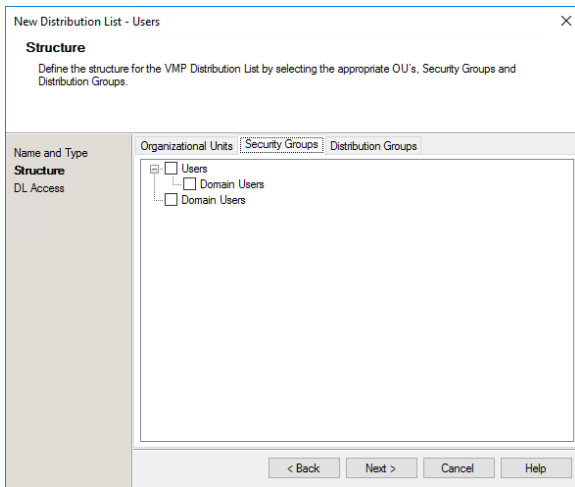 New Distribution List - Users
Structure
Define the structure for the VMP Distribution List by selecting the appropriate OU's, Security Groups and
Distribution Groups.
Name and Type
Structure
DL Access
Organizational Units Security Groups Distribution Groups
Users
Domain Users
Domain Users
< Back Next > Cancel Help